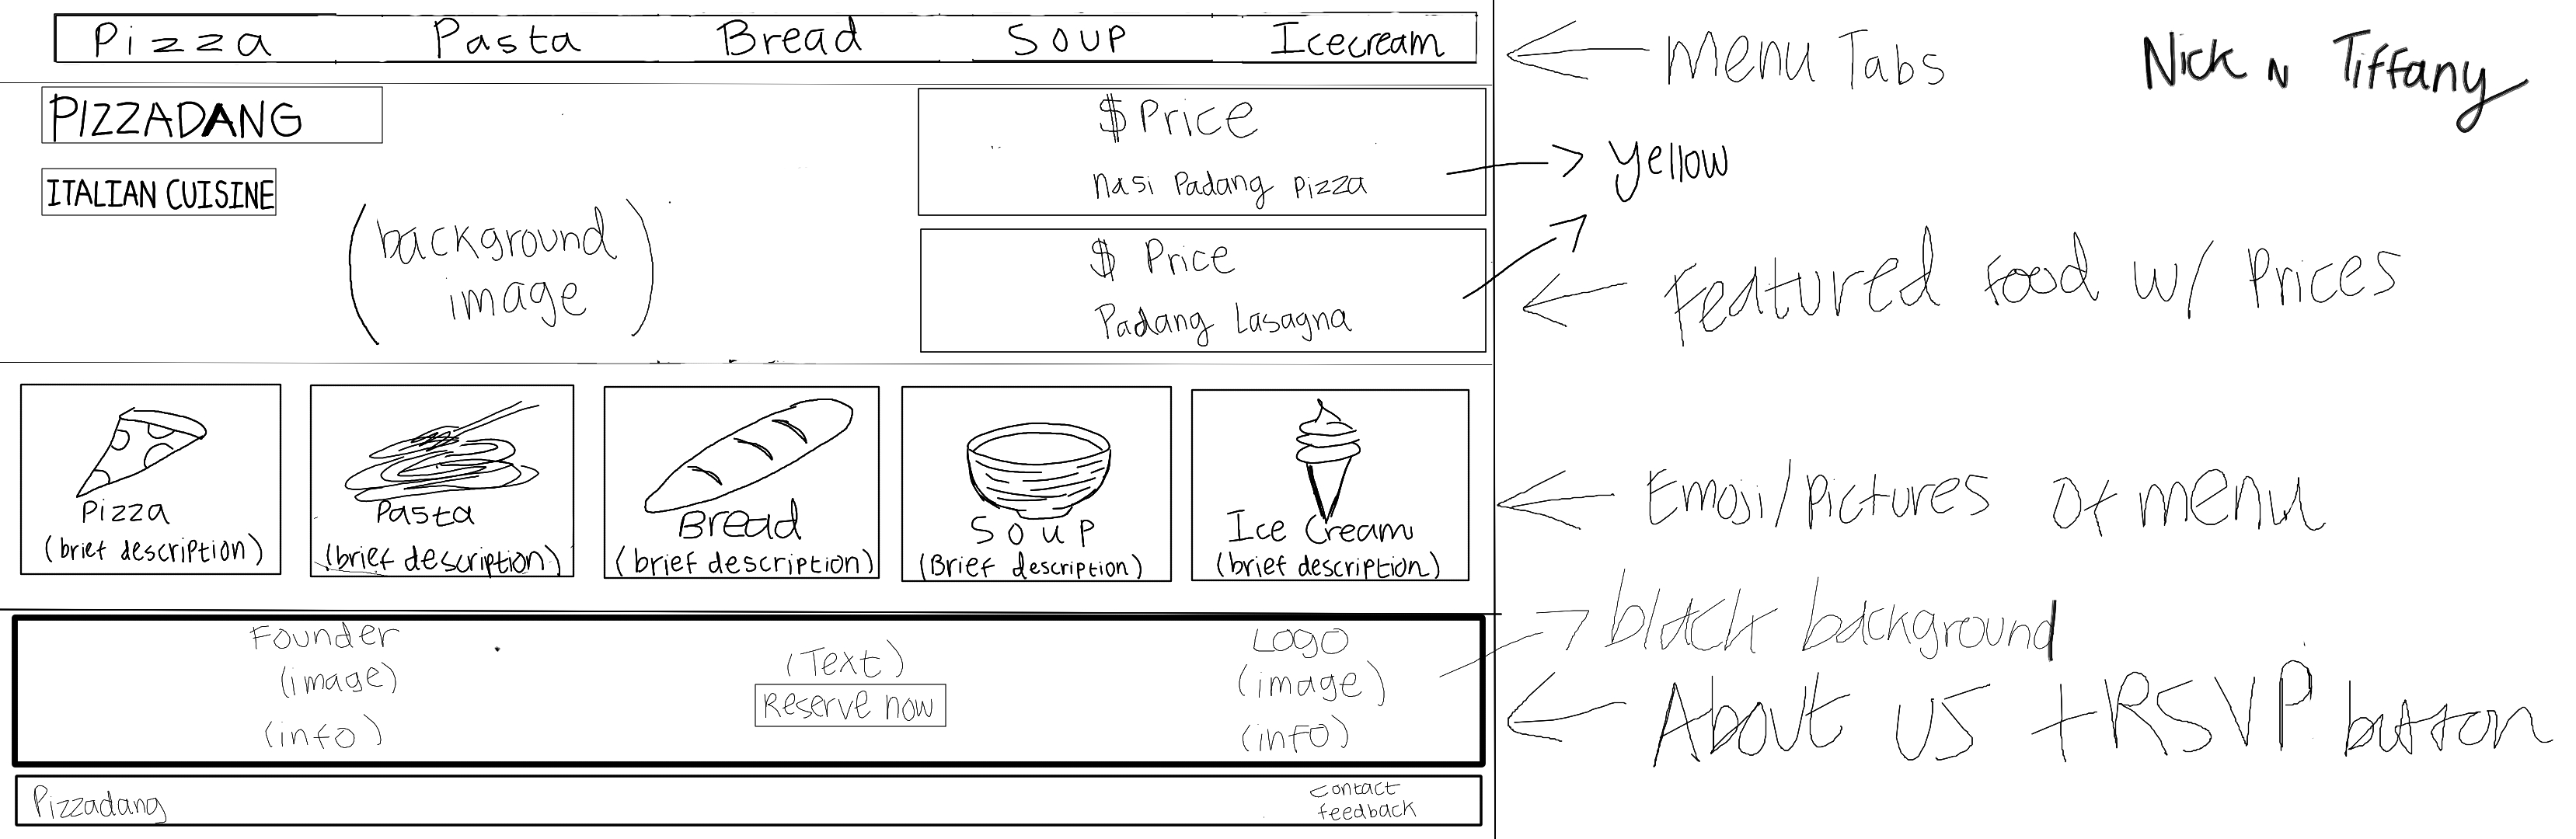 Pizza Pasta Bread Soup Icecream
Menu Tabs
Nick n Tiffany
PIZZADANG
ITALIAN CUISINE
(background
image)
$ Price
Nasi Padang Pizza
$ Price
Padang Lasagna
yellow
Featured food w/ Prices
Pizza
(brief description)
Pasta
(brief description)
Bread
(brief description)
Soup
(Brief description)
Ice Cream
(brief description)
Emoji/pictures of menu
Founder
(image)
(info)
(Text)
Reserve now
Logo
(image)
(info)
black background
About us + RSVP button
Pizzadang
contact
feedback